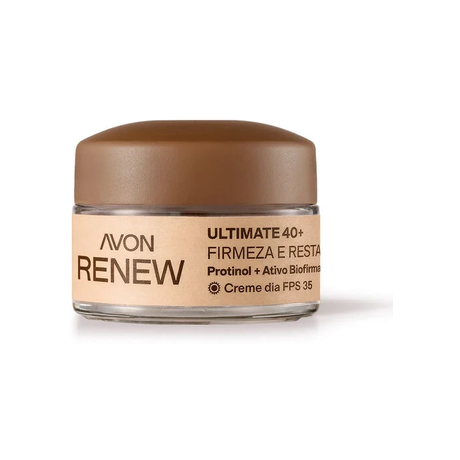 AVON
RENEW
ULTIMATE 40+
FIRMEZA E RESTA
Protinol + Ativo Biofirma
Creme dia FPS 35